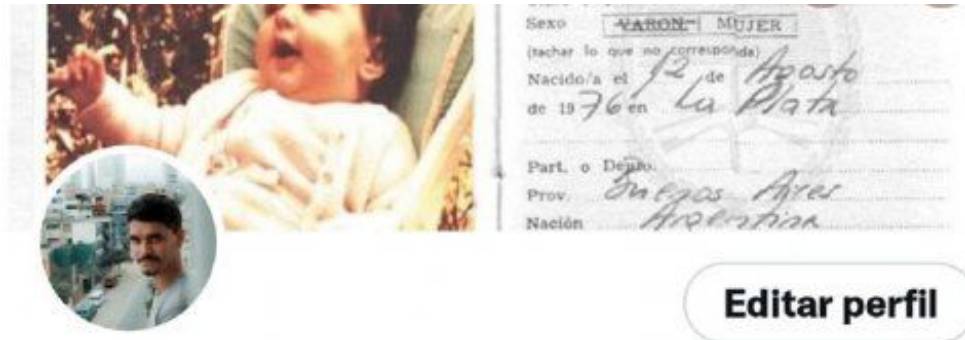 Sexo VARON MUJER
(tachar lo que no corresponda)
Nacido/a el 12 de Agosto
de 1976 en La Plata
Part. o Depto.
Prov. Buenos Aires
Nación Argentina
Editar perfil